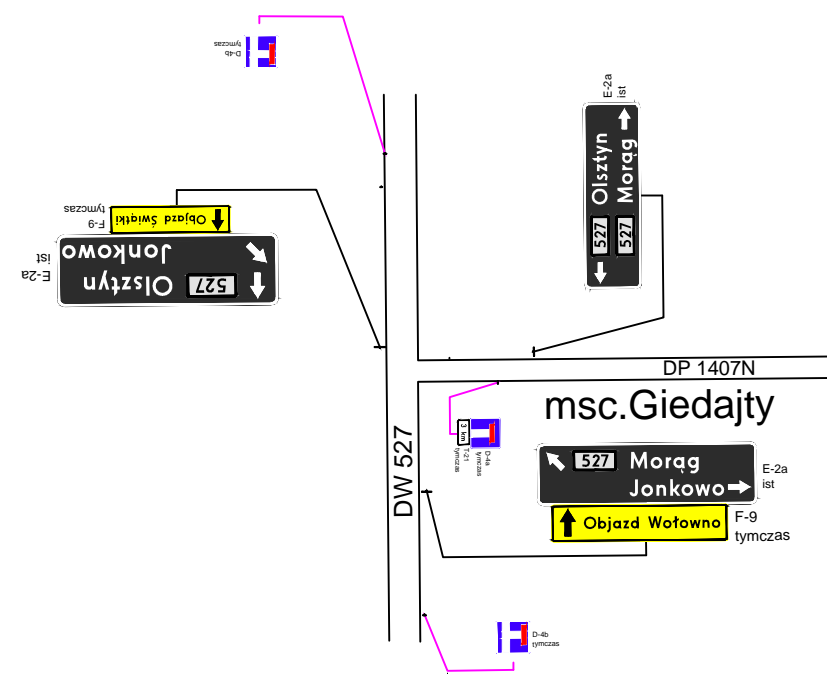 D-4b
tymczas
E-2a
ist
Olsztyn 527
Morąg 527
Objazd Świątki
F-9
tymczas
Olsztyn 527
Jonkowo
E-2a
ist
DP 1407N
msc.Giedajty
DW 527
3 km
T-21
tymczas
D-4a
tymczas
527 Morąg
Jonkowo
E-2a
ist
Objazd Wołowno
F-9
tymczas
D-4b
tymczas